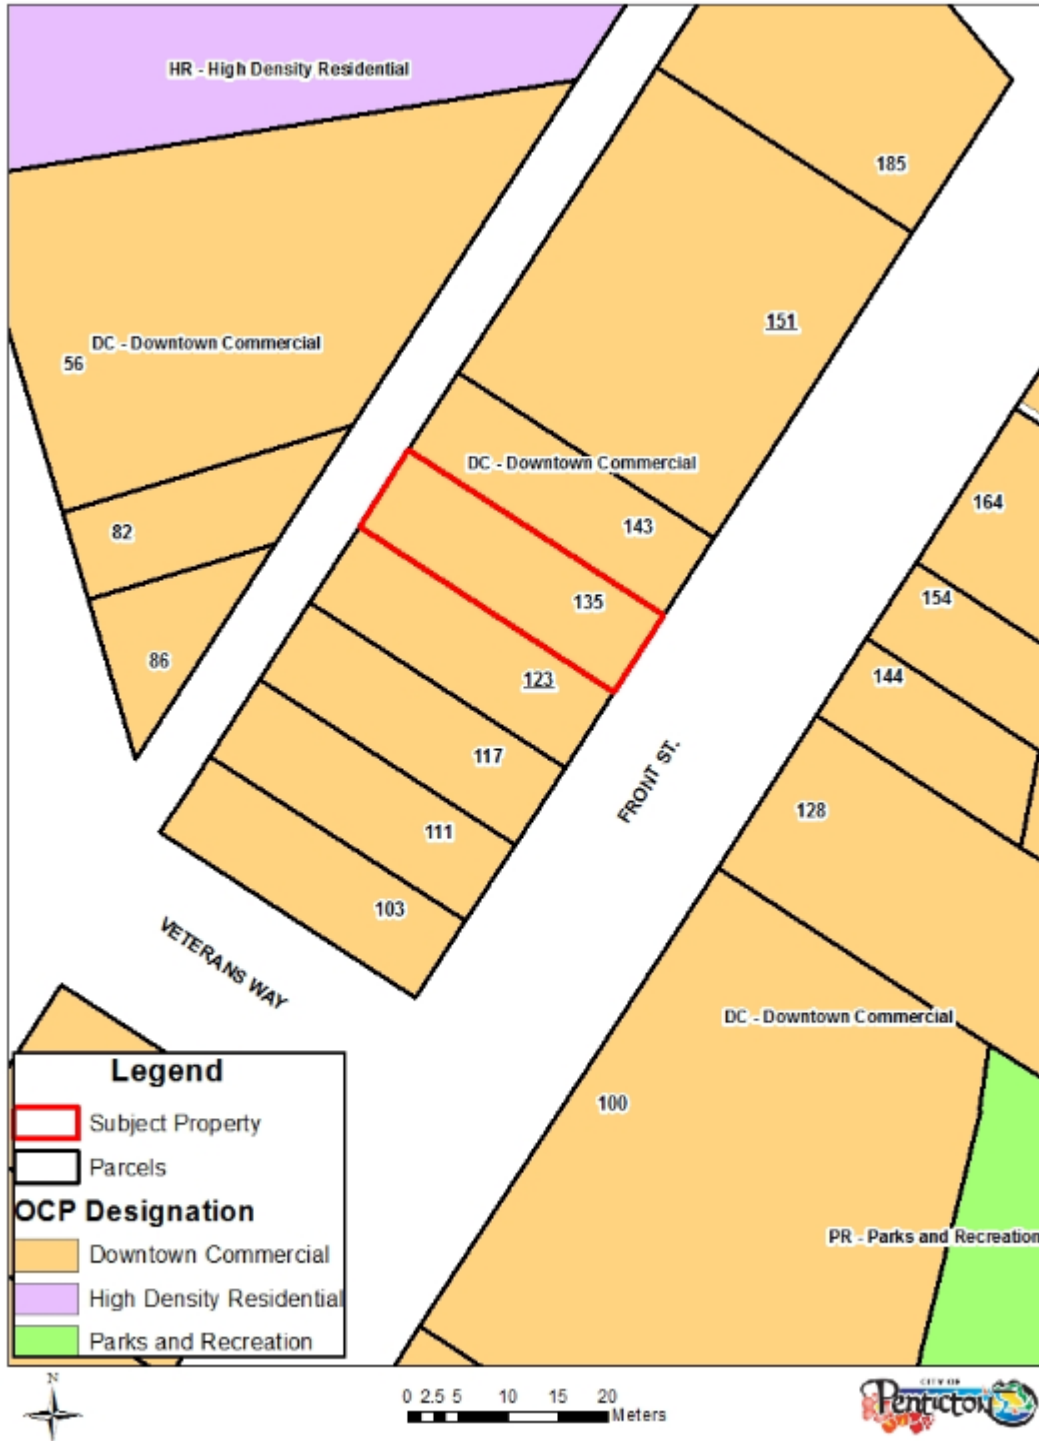 HR - High Density Residential
185
151
DC - Downtown Commercial
56
DC - Downtown Commercial
164
143
82
135
154
86
123
144
117
FRONT ST.
128
111
103
VETERANS WAY
DC - Downtown Commercial
100
PR - Parks and Recreation
Legend
Subject Property
Parcels
OCP Designation
Downtown Commercial
High Density Residential
Parks and Recreation
N
0 2.5 5 10 15 20
Meters
CITY OF
Penticton